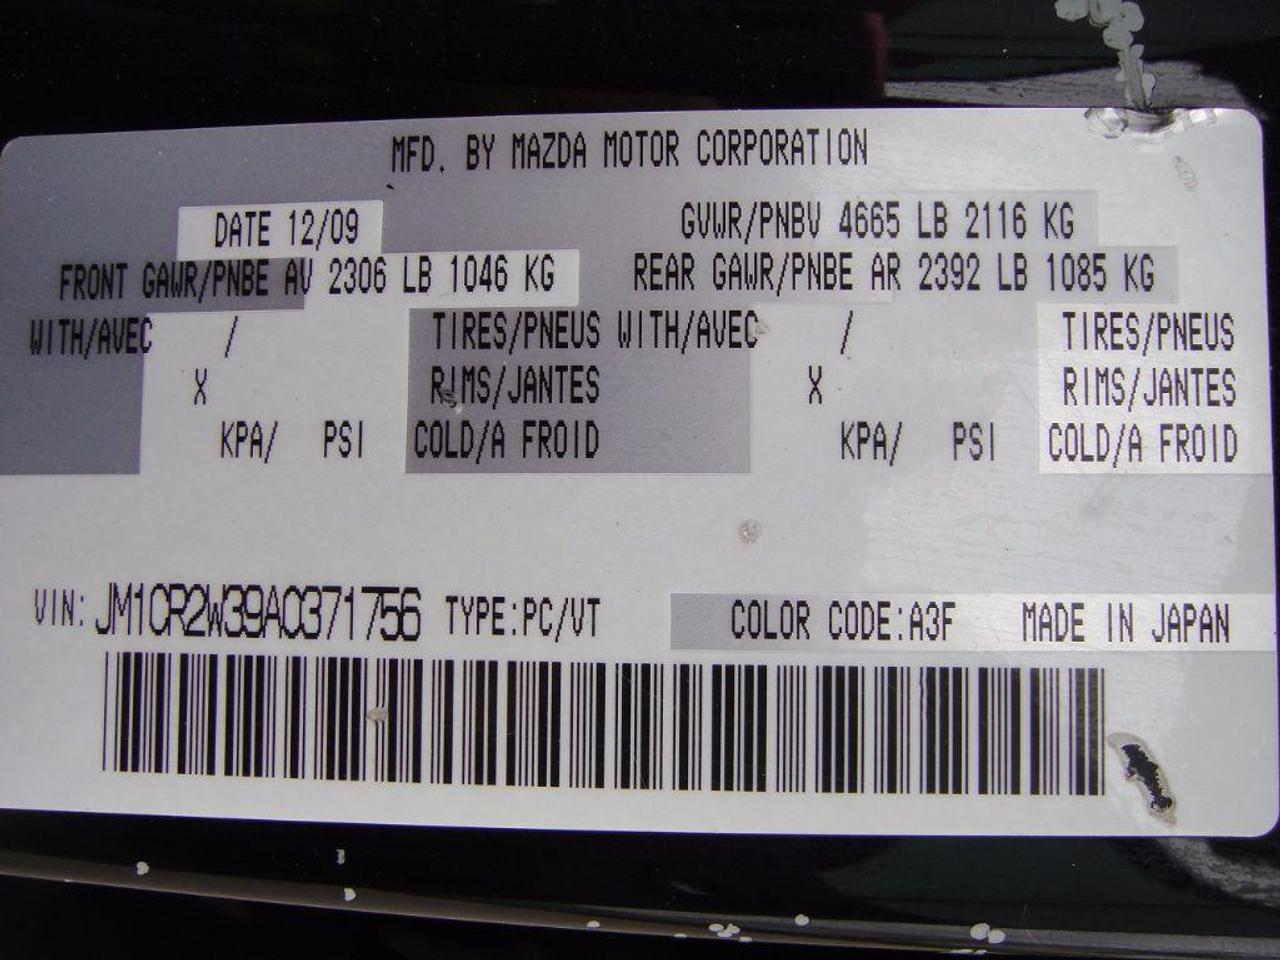 MFD. BY MAZDA MOTOR CORPORATION
DATE 12/09 GVWR/PNBV 4665 LB 2116 KG
FRONT GAWR/PNBE AV 2306 LB 1046 KG REAR GAWR/PNBE AR 2392 LB 1085 KG
WITH/AVEC / TIRES/PNEUS WITH/AVEC / TIRES/PNEUS
X RIMS/JANTES X RIMS/JANTES
KPA/ PSI COLD/A FROID KPA/ PSI COLD/A FROID
VIN: JM1CR2W39A0371756 TYPE:PC/VT COLOR CODE:A3F MADE IN JAPAN